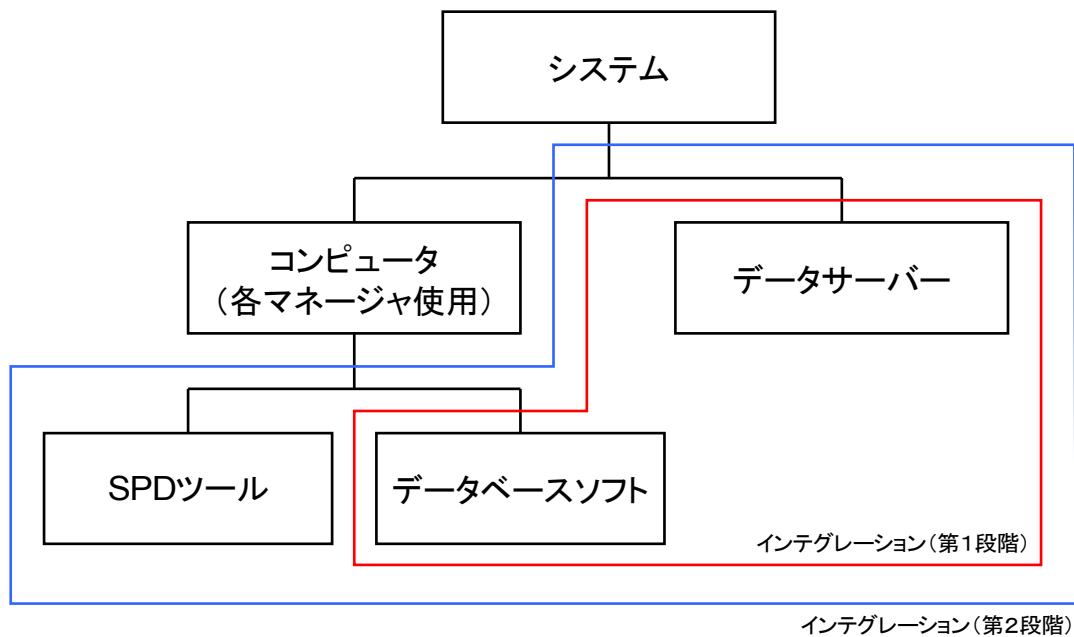 システム
コンピュータ
（各マネージャ使用）
データサーバー
SPDツール
データベースソフト
インテグレーション（第１段階）
インテグレーション（第２段階）